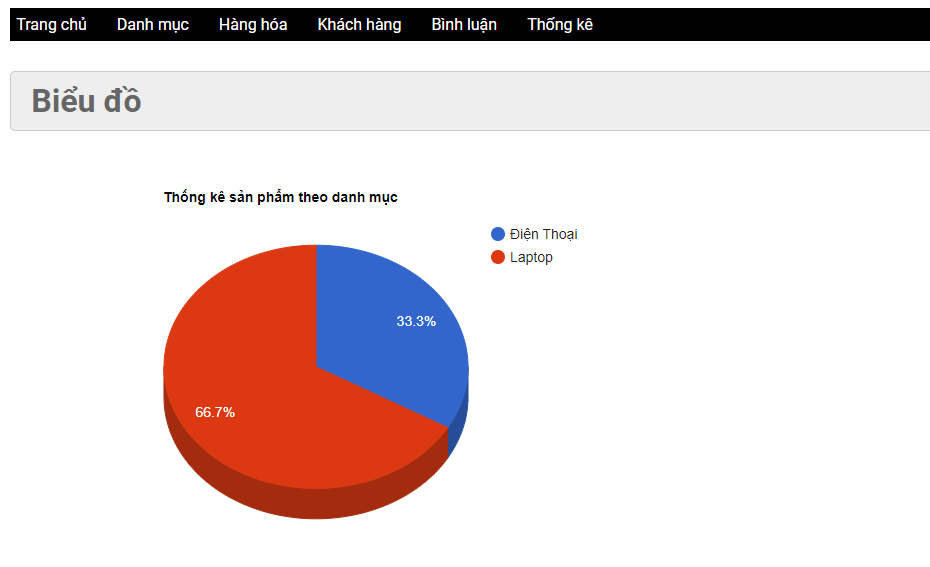 Trang chủ Danh mục Hàng hóa Khách hàng Bình luận Thống kê
Biểu đồ
Thống kê sản phẩm theo danh mục
Điện Thoại
Laptop
33.3%
66.7%